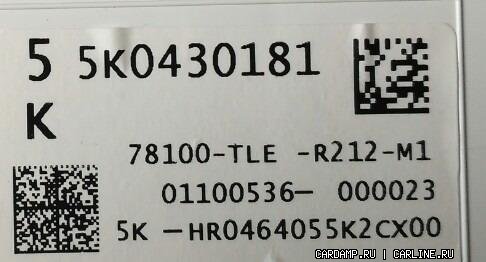 5 5K0430181
K
78100-TLE -R212-M1
01100536- 000023
5K -HR0464055K2CX00
CARDAMP.RU | CARLINE.RU